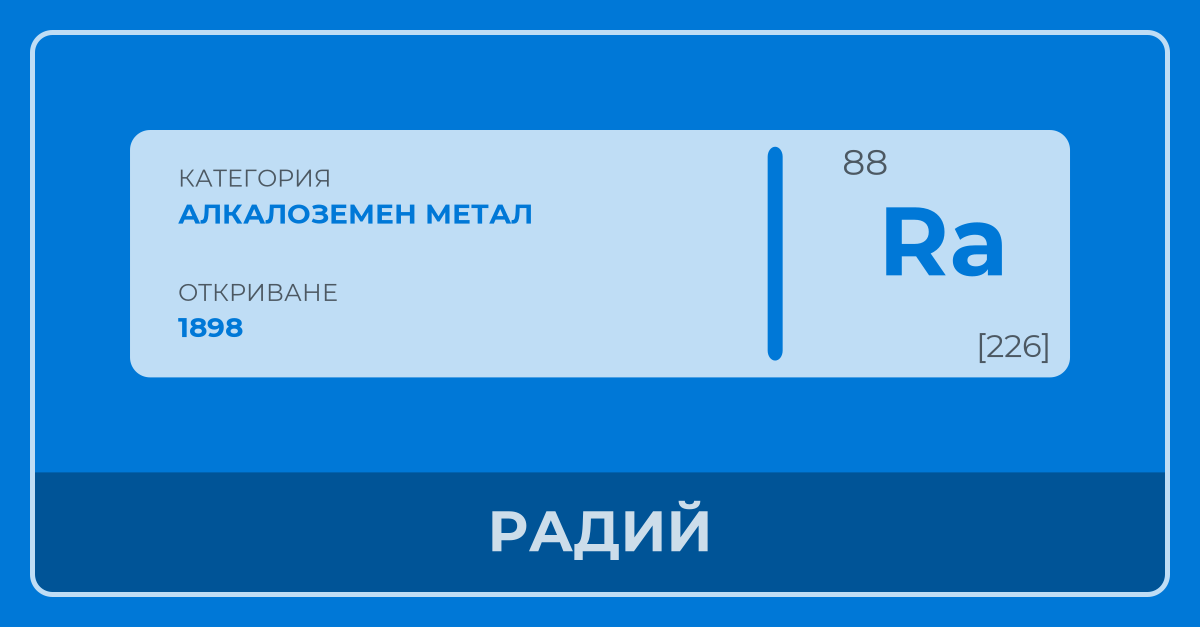 КАТЕГОРИЯ
АЛКАЛОЗЕМЕН МЕТАЛ
ОТКРИВАНЕ
1898
88
Ra
[226]
РАДИЙ